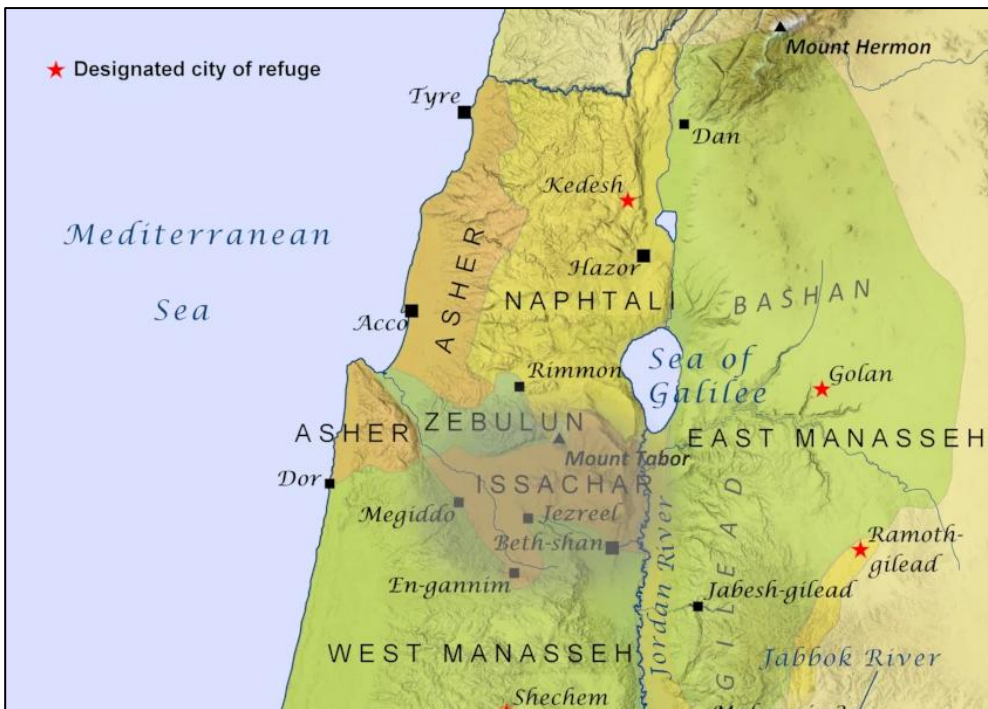 Designated city of refuge
Mount Hermon
Tyre
Dan
Kedesh
Mediterranean
Sea
ASHER
Hazor
NAPHTALI
BASHAN
Acco
Sea of
Galilee
Rimmon
Golan
ZEBULUN
ASHER
EAST MANASSEH
Mount Tabor
Dor
ISSACHAR
Megiddo
Jezreel
Beth-shan
Jordan River
GILEAD
Ramoth-
gilead
En-gannim
Jabesh-gilead
WEST MANASSEH
Jabbok River
Shechem